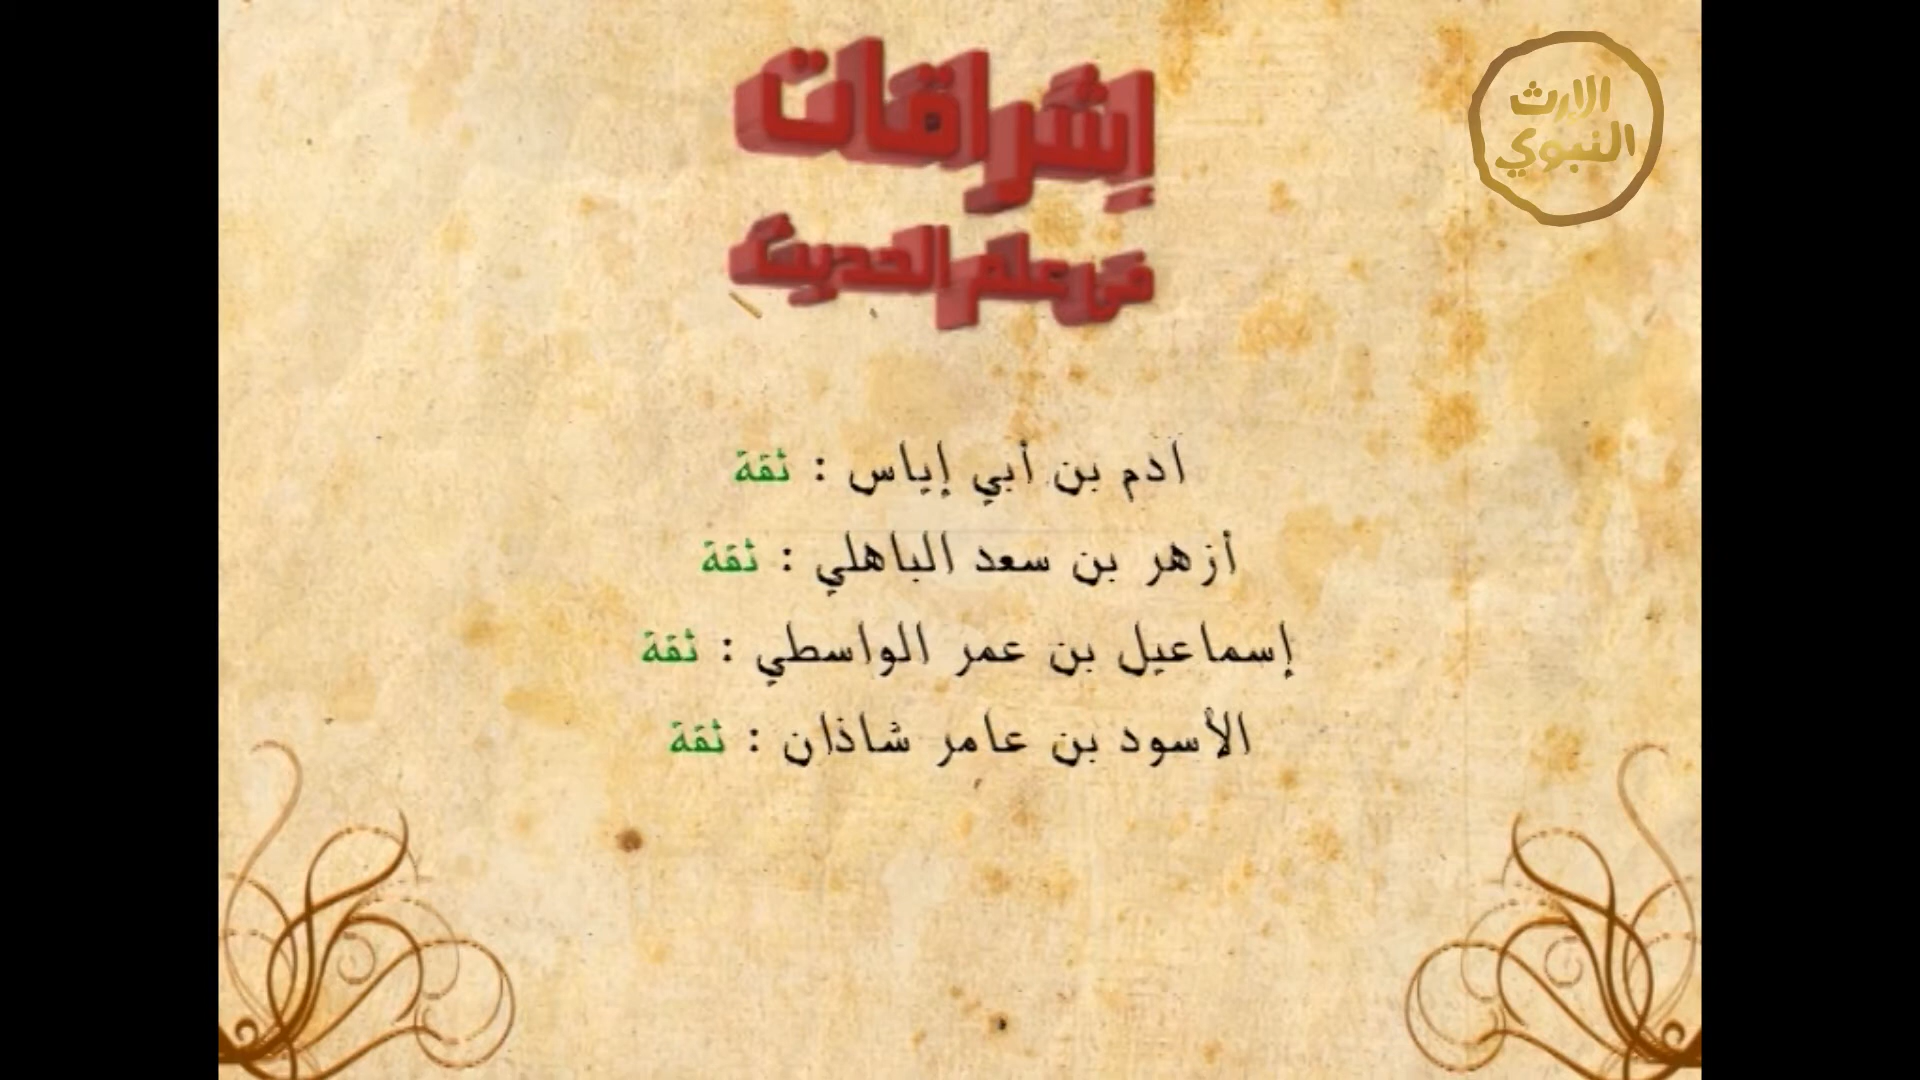 إشراقات
في علم الحديث
الارث
النبوي
ادم بن أبي إياس : ثقة
أزهر بن سعد الباهلي : ثقة
إسماعيل بن عمر الواسطي : ثقة
الأسود بن عامر شاذان : ثقة